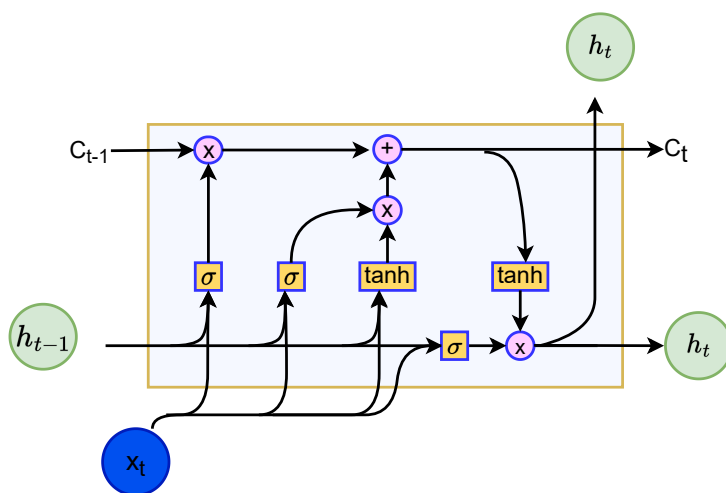 h_t
C_{t-1}
x
+
C_t
x
σ
σ
tanh
tanh
h_{t-1}
σ
x
h_t
x_t